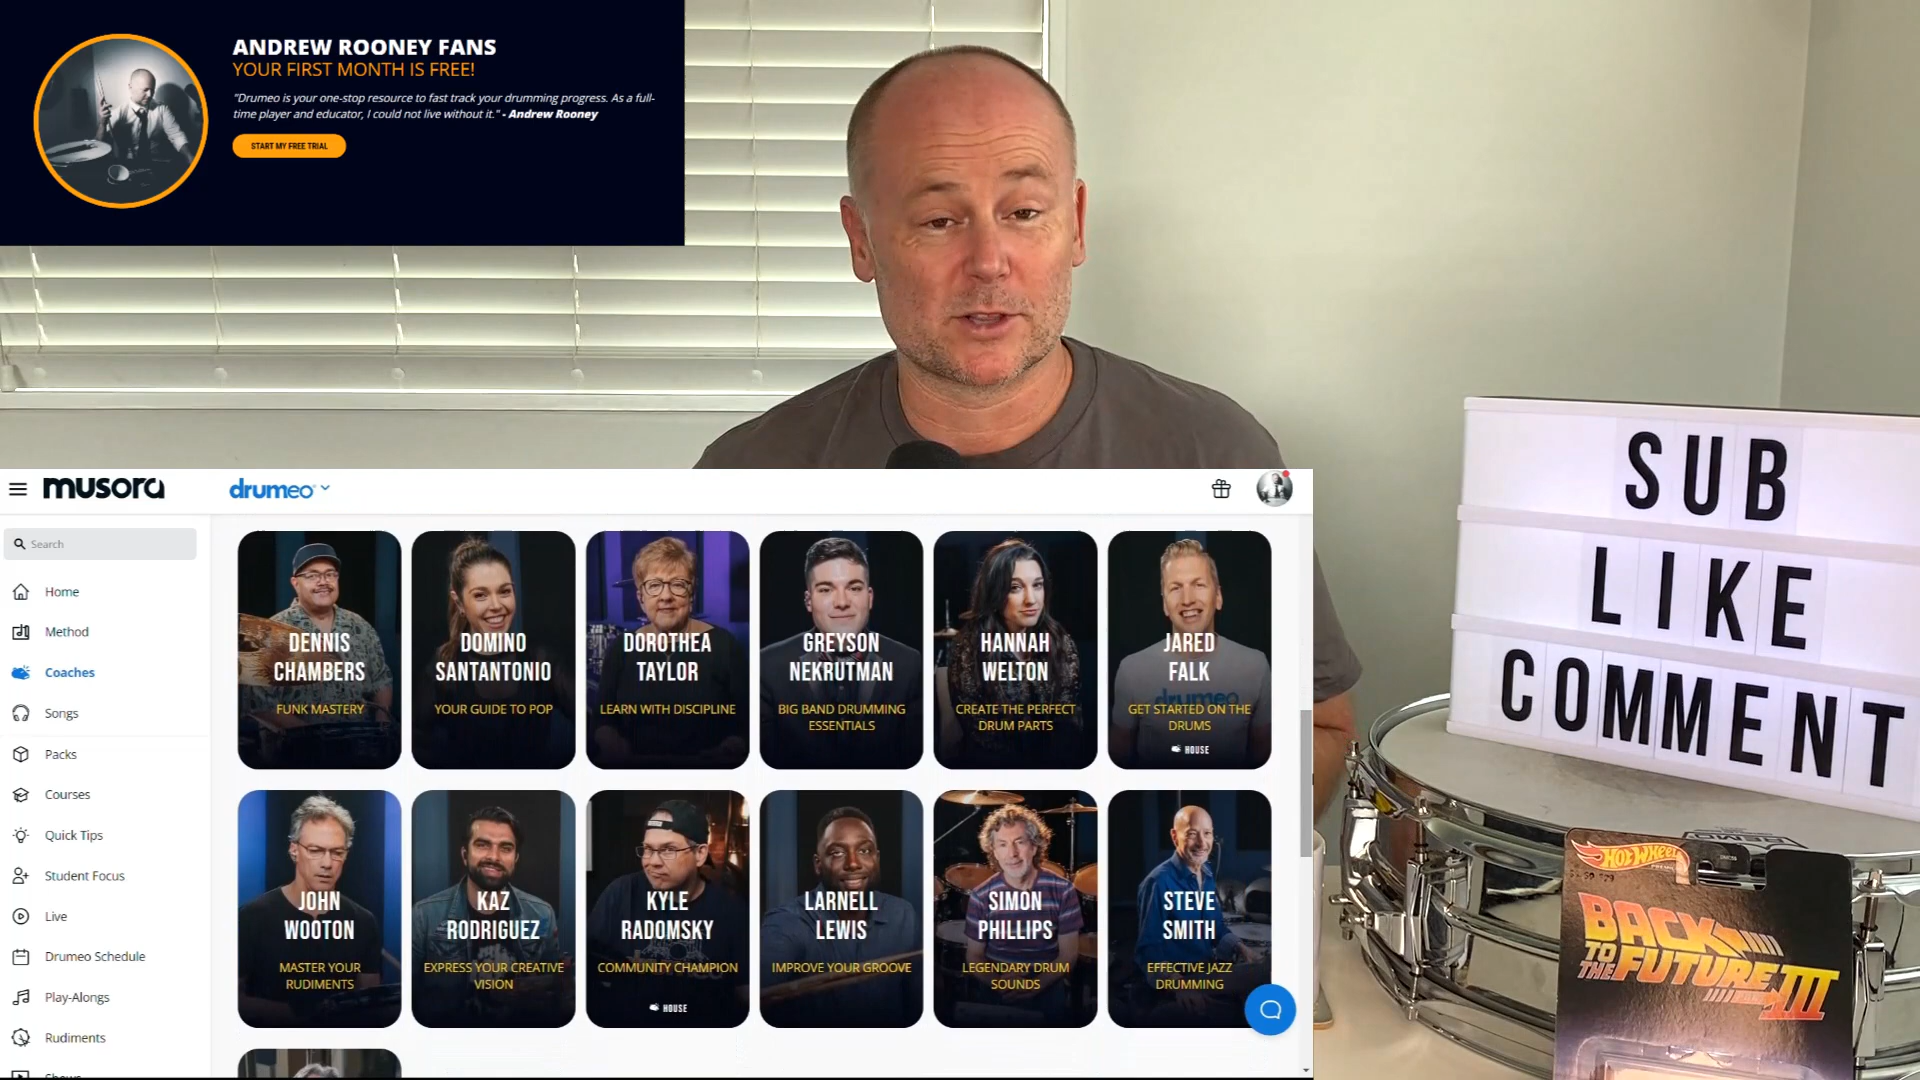 ANDREW ROONEY FANS
YOUR FIRST MONTH IS FREE!
"Drumeo is your one-stop resource to fast track your drumming progress. As a full-
time player and educator, I could not live without it." - Andrew Rooney
START MY FREE TRIAL
musora
drumeo
Search
Home
Method
Coaches
Songs
Packs
Courses
Quick Tips
Student Focus
Live
Drumeo Schedule
Play-Alongs
Rudiments
Shows
DENNIS
CHAMBERS
FUNK MASTERY
DOMINO
SANTANTONIO
YOUR GUIDE TO POP
DOROTHEA
TAYLOR
LEARN WITH DISCIPLINE
GREYSON
NEKRUTMAN
BIG BAND DRUMMING
ESSENTIALS
HANNAH
WELTON
CREATE THE PERFECT
DRUM PARTS
JARED
FALK
drumeo
GET STARTED ON THE
DRUMS
HOUSE
JOHN
WOOTON
MASTER YOUR
RUDIMENTS
KAZ
RODRIGUEZ
EXPRESS YOUR CREATIVE
VISION
KYLE
RADOMSKY
COMMUNITY CHAMPION
HOUSE
LARNELL
LEWIS
IMPROVE YOUR GROOVE
SIMON
PHILLIPS
LEGENDARY DRUM
SOUNDS
STEVE
SMITH
EFFECTIVE JAZZ
DRUMMING
SUB
LIKE
COMMENT
HOT WHEELS
BACK
TO THE FUTURE III